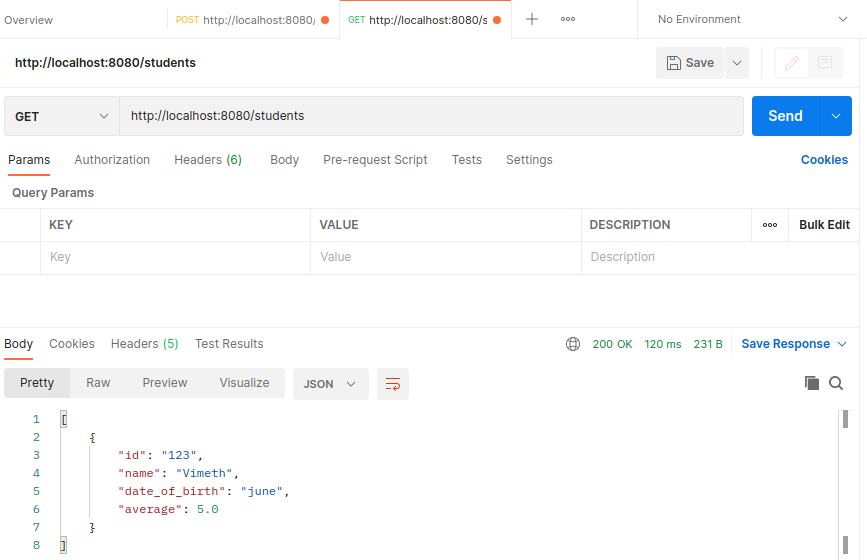 Overview POST http://localhost:8080/ GET http://localhost:8080/s No Environment
http://localhost:8080/students Save
GET http://localhost:8080/students Send
Params Authorization Headers (6) Body Pre-request Script Tests Settings Cookies
Query Params
KEY VALUE DESCRIPTION Bulk Edit
Key Value Description
Body Cookies Headers (5) Test Results 200 OK 120 ms 231 B Save Response
Pretty Raw Preview Visualize JSON
1 [
2 {
3 "id": "123",
4 "name": "Vimeth",
5 "date_of_birth": "june",
6 "average": 5.0
7 }
8 ]